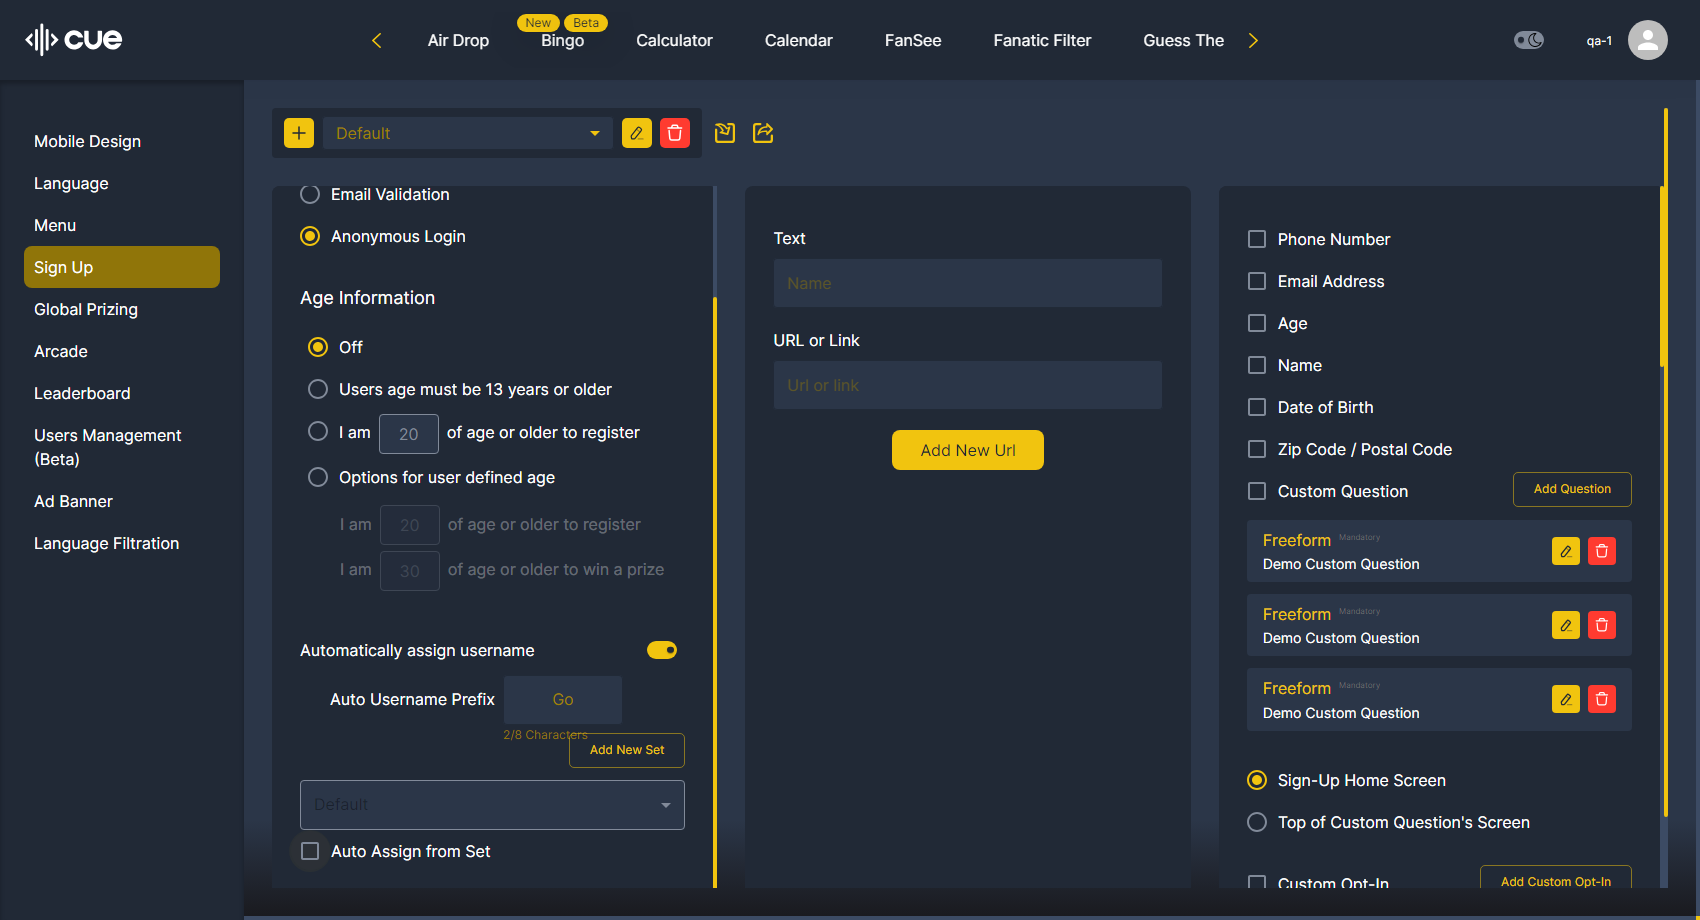 cue
New Beta
Air Drop
Bingo
Calculator
Calendar
FanSee
Fanatic Filter
Guess The
qa-1
Mobile Design
Language
Menu
Sign Up
Global Prizing
Arcade
Leaderboard
Users Management
(Beta)
Ad Banner
Language Filtration
Default
Email Validation
Anonymous Login
Age Information
Off
Users age must be 13 years or older
I am 20 of age or older to register
Options for user defined age
I am 20 of age or older to register
I am 30 of age or older to win a prize
Automatically assign username
Auto Username Prefix Go
2/8 Characters
Add New Set
Default
Auto Assign from Set
Text
Name
URL or Link
Url or link
Add New Url
Phone Number
Email Address
Age
Name
Date of Birth
Zip Code / Postal Code
Custom Question Add Question
Freeform Mandatory
Demo Custom Question
Freeform Mandatory
Demo Custom Question
Freeform Mandatory
Demo Custom Question
Sign-Up Home Screen
Top of Custom Question's Screen
Custom Opt-In Add Custom Opt-In